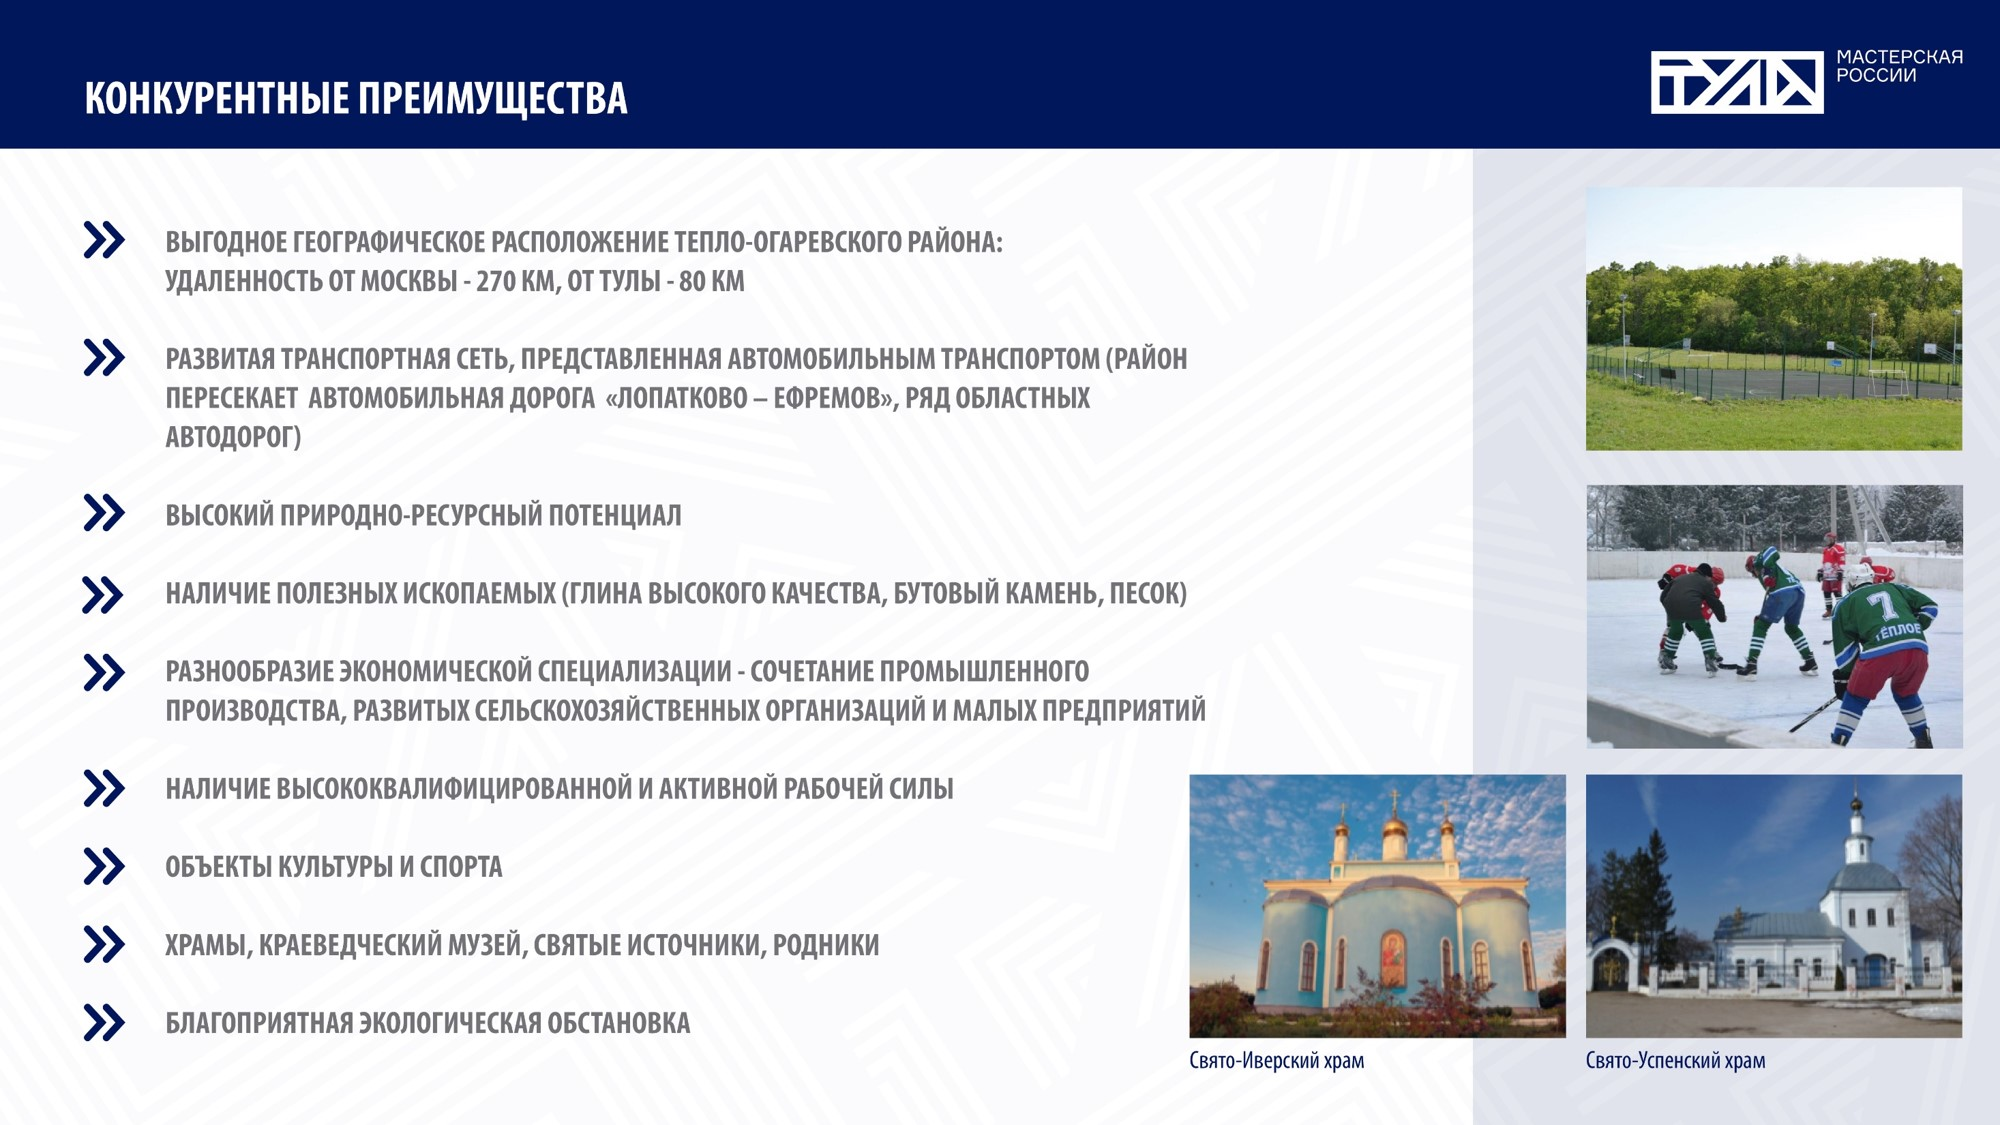 КОНКУРЕНТНЫЕ ПРЕИМУЩЕСТВА
ТУЛА
МАСТЕРСКАЯ
РОССИИ
ВЫГОДНОЕ ГЕОГРАФИЧЕСКОЕ РАСПОЛОЖЕНИЕ ТЕПЛО-ОГАРЕВСКОГО РАЙОНА:
УДАЛЕННОСТЬ ОТ МОСКВЫ - 270 КМ, ОТ ТУЛЫ - 80 КМ
РАЗВИТАЯ ТРАНСПОРТНАЯ СЕТЬ, ПРЕДСТАВЛЕННАЯ АВТОМОБИЛЬНЫМ ТРАНСПОРТОМ (РАЙОН
ПЕРЕСЕКАЕТ АВТОМОБИЛЬНАЯ ДОРОГА «ЛОПАТКОВО – ЕФРЕМОВ», РЯД ОБЛАСТНЫХ
АВТОДОРОГ)
ВЫСОКИЙ ПРИРОДНО-РЕСУРСНЫЙ ПОТЕНЦИАЛ
НАЛИЧИЕ ПОЛЕЗНЫХ ИСКОПАЕМЫХ (ГЛИНА ВЫСОКОГО КАЧЕСТВА, БУТОВЫЙ КАМЕНЬ, ПЕСОК)
РАЗНООБРАЗИЕ ЭКОНОМИЧЕСКОЙ СПЕЦИАЛИЗАЦИИ - СОЧЕТАНИЕ ПРОМЫШЛЕННОГО
ПРОИЗВОДСТВА, РАЗВИТЫХ СЕЛЬСКОХОЗЯЙСТВЕННЫХ ОРГАНИЗАЦИЙ И МАЛЫХ ПРЕДПРИЯТИЙ
НАЛИЧИЕ ВЫСОКОКВАЛИФИЦИРОВАННОЙ И АКТИВНОЙ РАБОЧЕЙ СИЛЫ
ОБЪЕКТЫ КУЛЬТУРЫ И СПОРТА
ХРАМЫ, КРАЕВЕДЧЕСКИЙ МУЗЕЙ, СВЯТЫЕ ИСТОЧНИКИ, РОДНИКИ
БЛАГОПРИЯТНАЯ ЭКОЛОГИЧЕСКАЯ ОБСТАНОВКА
7
ТЁПЛОЕ
Свято-Иверский храм
Свято-Успенский храм